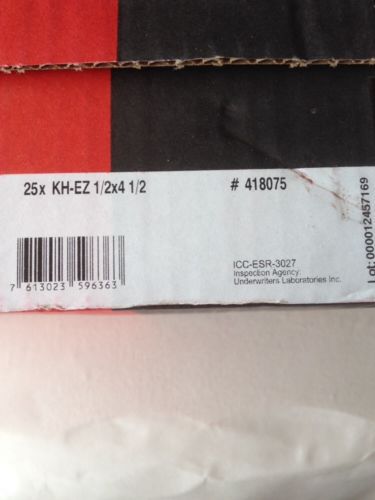 25x KH-EZ 1/2x4 1/2 # 418075
7 613023 596363
ICC-ESR-3027
Inspection Agency:
Underwriters Laboratories Inc.
Lot: 000012457169